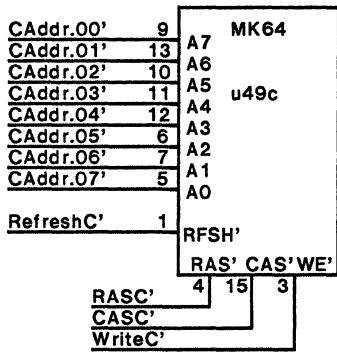 CAddr.00' 9 MK64
A7
CAddr.01' 13
A6
CAddr.02' 10
A5 u49c
CAddr.03' 11
A4
CAddr.04' 12
A3
CAddr.05' 6
A2
CAddr.06' 7
A1
CAddr.07' 5
A0
RefreshC' 1
RFSH'
RAS' CAS' WE'
4 15 3
RASC'
CASC'
WriteC'